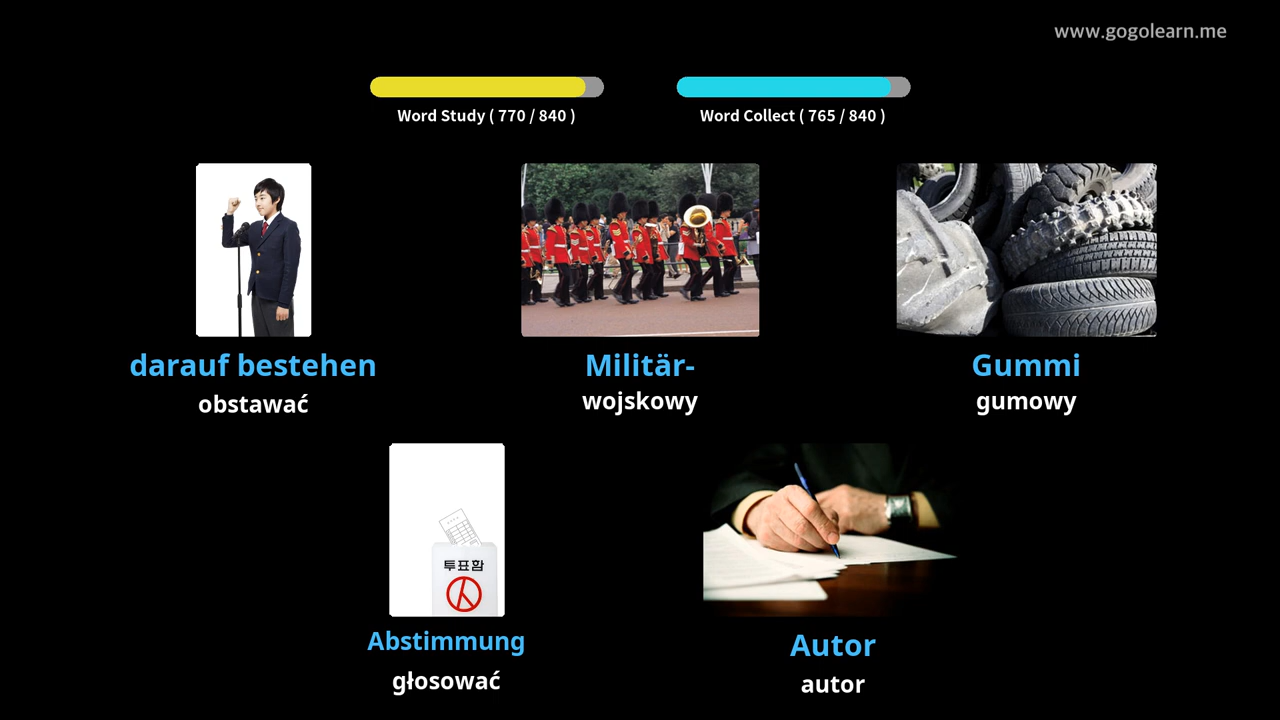 www.gogolearn.me
Word Study ( 770 / 840 )
Word Collect ( 765 / 840 )
darauf bestehen
obstawać
Militär-
wojskowy
Gummi
gumowy
투표함
Abstimmung
głosować
Autor
autor